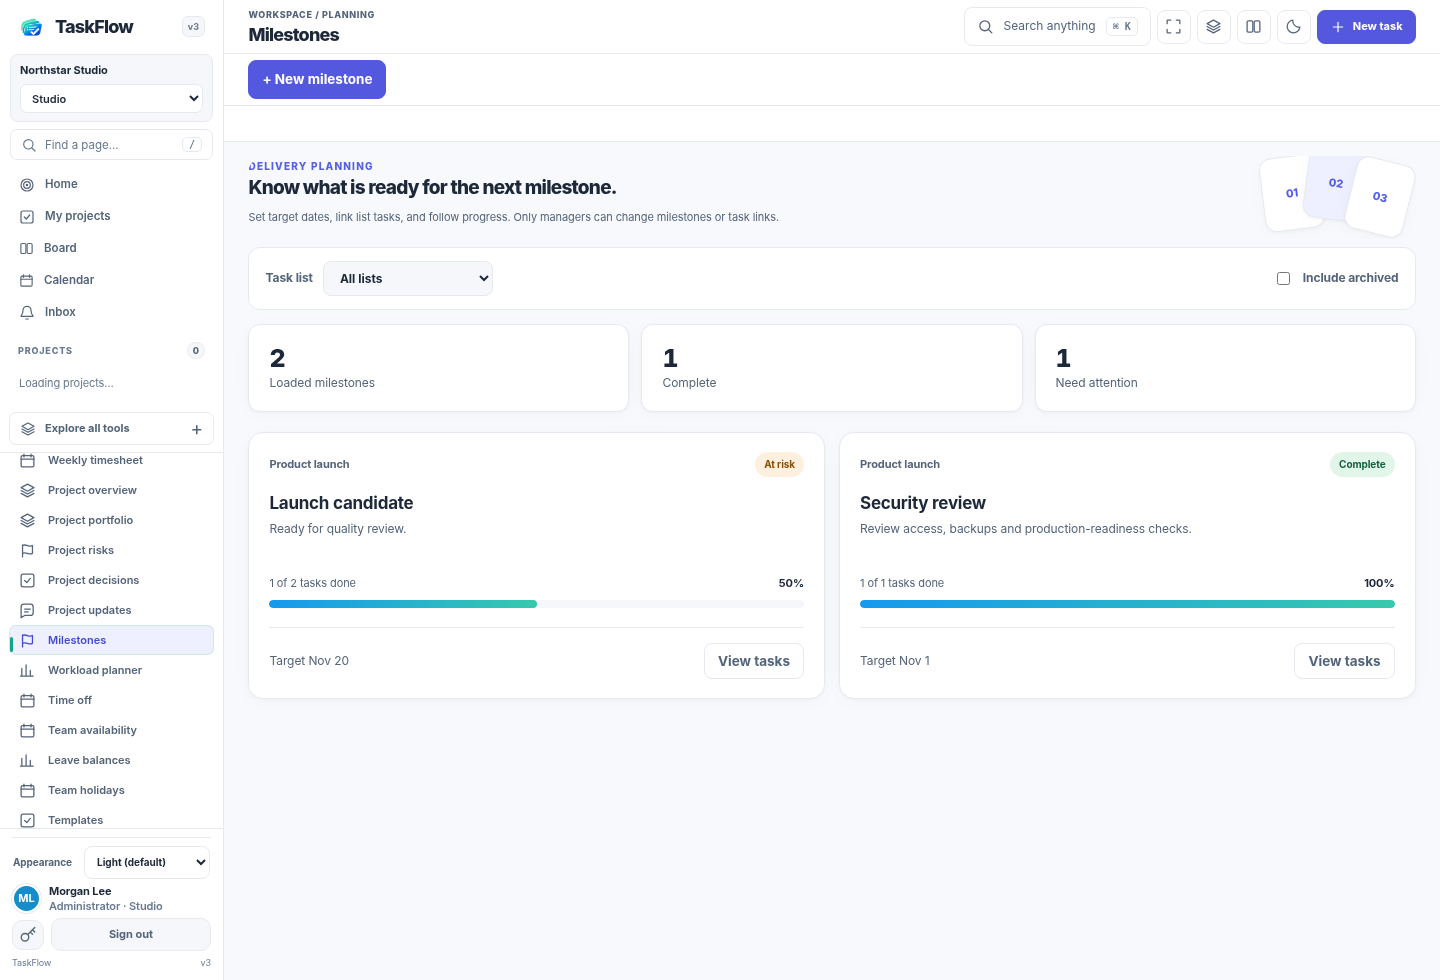 TaskFlow
v3
Northstar Studio
Studio
Find a page...
/
Home
My projects
Board
Calendar
Inbox
PROJECTS
0
Loading projects...
Explore all tools
+
Weekly timesheet
Project overview
Project portfolio
Project risks
Project decisions
Project updates
Milestones
Workload planner
Time off
Team availability
Leave balances
Team holidays
Templates
Appearance
Light (default)
ML
Morgan Lee
Administrator · Studio
Sign out
TaskFlow
v3
WORKSPACE / PLANNING
Milestones
Search anything
⌘ K
+ New task
+ New milestone
DELIVERY PLANNING
Know what is ready for the next milestone.
Set target dates, link list tasks, and follow progress. Only managers can change milestones or task links.
01
02
03
Task list
All lists
Include archived
2
Loaded milestones
1
Complete
1
Need attention
Product launch
At risk
Launch candidate
Ready for quality review.
1 of 2 tasks done
50%
Target Nov 20
View tasks
Product launch
Complete
Security review
Review access, backups and production-readiness checks.
1 of 1 tasks done
100%
Target Nov 1
View tasks